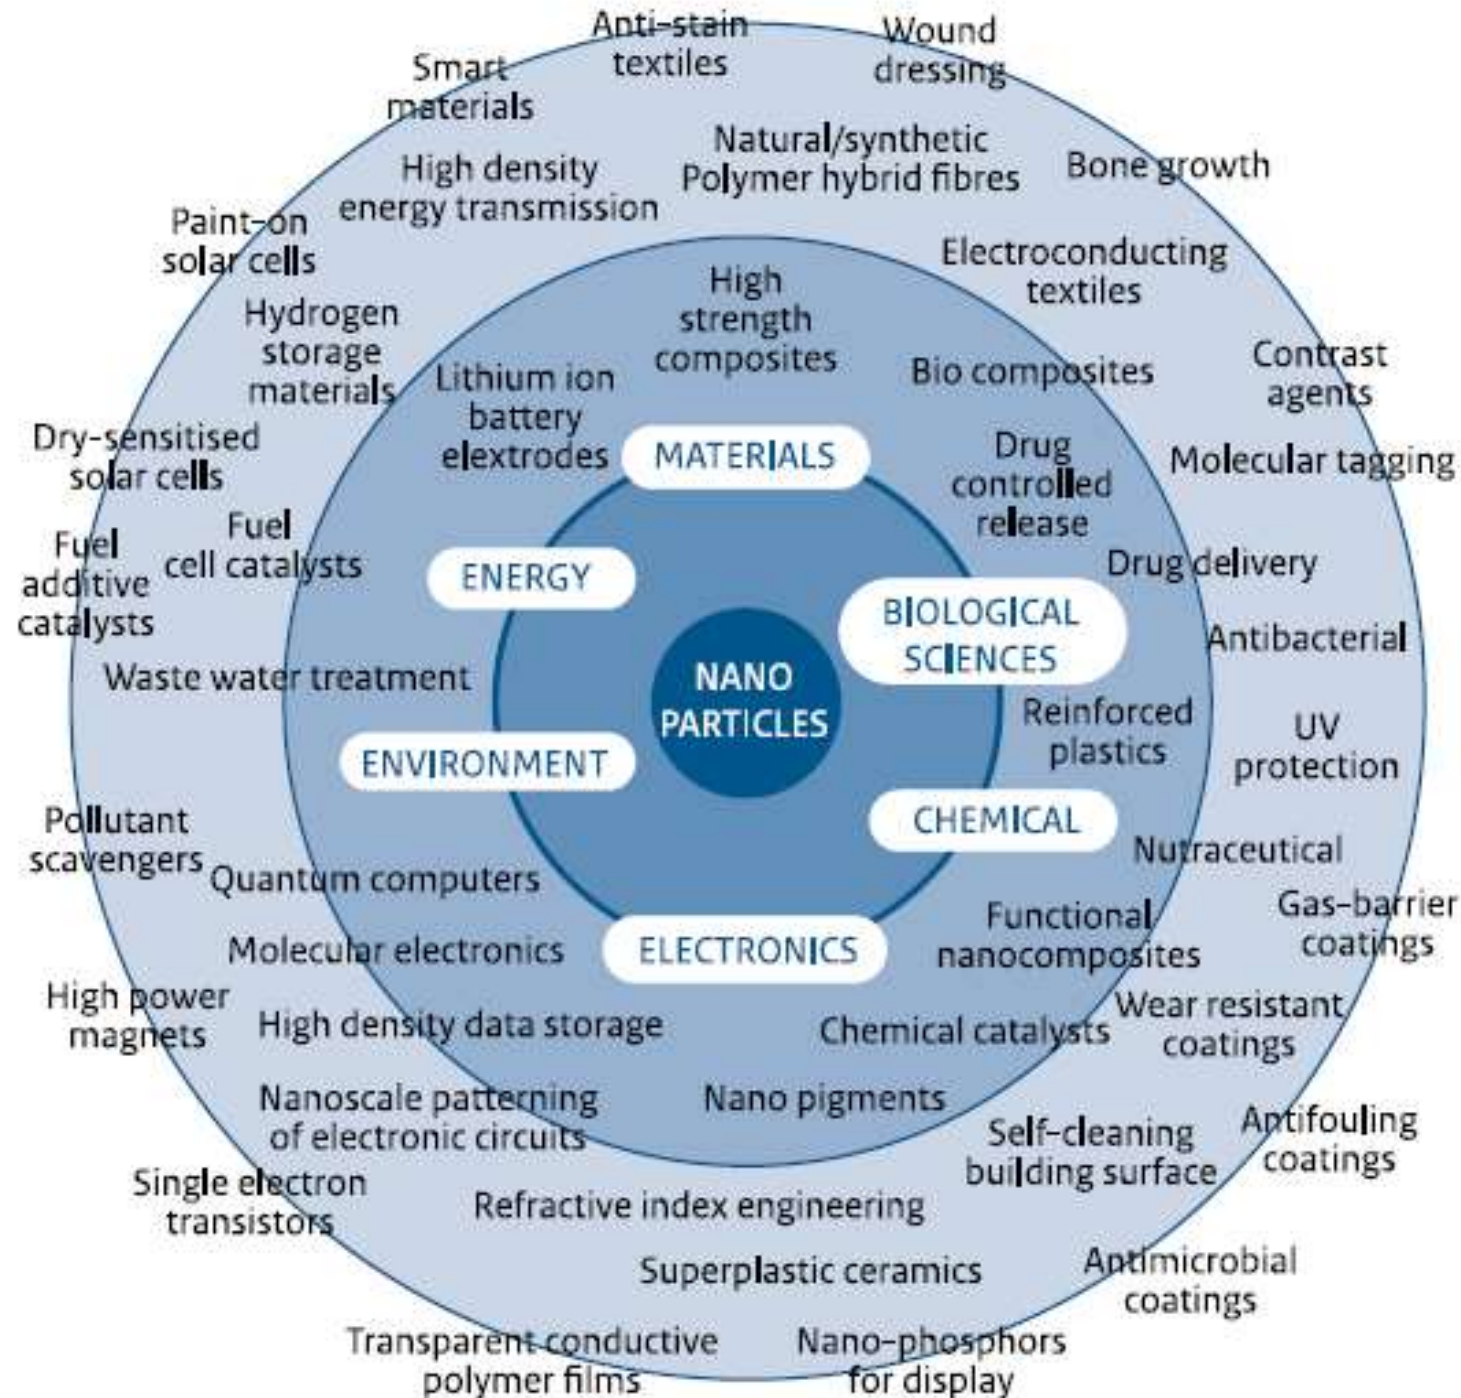 Anti-stain
textiles
Wound
dressing
Smart
materials
Natural/synthetic
Polymer hybrid fibres
High density
energy transmission
Bone growth
Paint-on
solar cells
Electroconducting
textiles
High
strength
composites
Hydrogen
storage
materials
Lithium ion
battery
elextrodes
Bio composites
Contrast
agents
Dry-sensitised
solar cells
MATERIALS
Drug
controlled
release
Molecular tagging
Fuel
cell catalysts
Fuel
additive
catalysts
ENERGY
Drug delivery
BIOLOGICAL
SCIENCES
Antibacterial
Waste water treatment
NANO
PARTICLES
Reinforced
plastics
UV
protection
ENVIRONMENT
CHEMICAL
Pollutant
scavengers
Nutraceutical
Quantum computers
Gas-barrier
coatings
Functional
nanocomposites
Molecular electronics
ELECTRONICS
High power
magnets
Wear resistant
coatings
High density data storage
Chemical catalysts
Nanoscale patterning
of electronic circuits
Nano pigments
Self-cleaning
building surface
Antifouling
coatings
Single electron
transistors
Refractive index engineering
Superplastic ceramics
Antimicrobial
coatings
Transparent conductive
polymer films
Nano-phosphors
for display